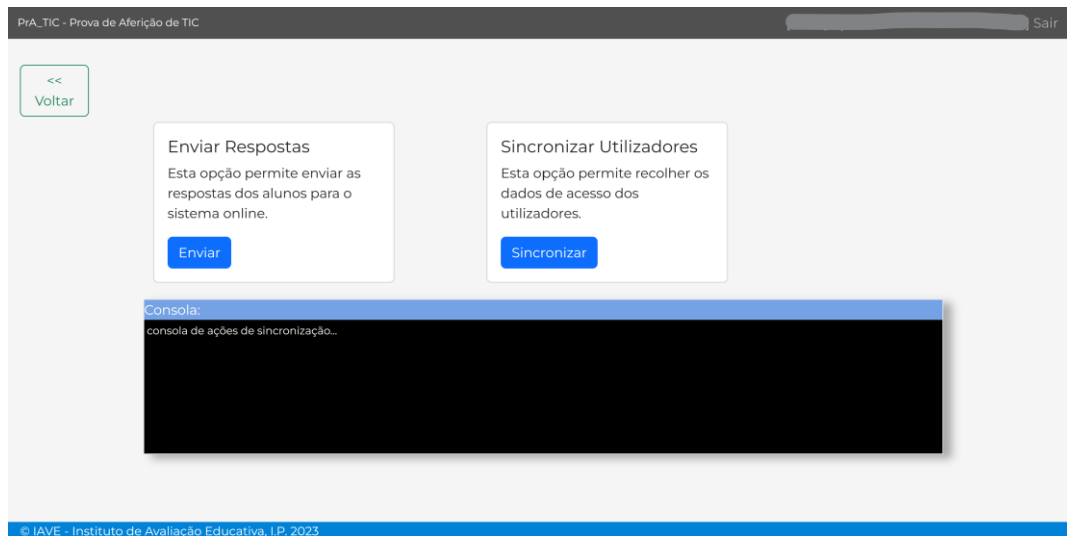 PrA_TIC - Prova de Aferição de TIC
Sair
<<
Voltar
Enviar Respostas
Esta opção permite enviar as
respostas dos alunos para o
sistema online.
Enviar
Sincronizar Utilizadores
Esta opção permite recolher os
dados de acesso dos
utilizadores.
Sincronizar
Consola:
consola de ações de sincronização...
© IAVE - Instituto de Avaliação Educativa, I.P. 2023